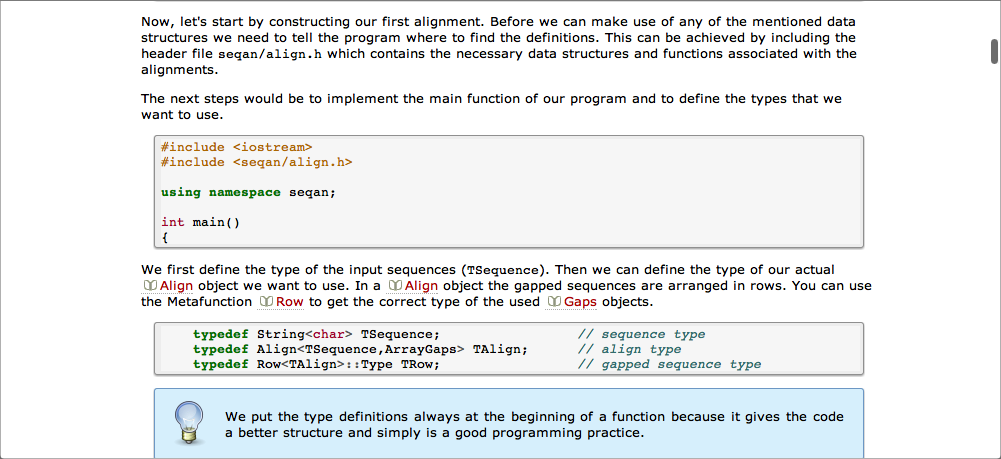 Now, let's start by constructing our first alignment. Before we can make use of any of the mentioned data
structures we need to tell the program where to find the definitions. This can be achieved by including the
header file seqan/align.h which contains the necessary data structures and functions associated with the
alignments.
The next steps would be to implement the main function of our program and to define the types that we
want to use.
#include <iostream>
#include <seqan/align.h>
using namespace seqan;
int main()
{
We first define the type of the input sequences (TSequence). Then we can define the type of our actual
Align object we want to use. In a Align object the gapped sequences are arranged in rows. You can use
the Metafunction Row to get the correct type of the used Gaps objects.
typedef String<char> TSequence; // sequence type
typedef Align<TSequence,ArrayGaps> TAlign; // align type
typedef Row<TAlign>::Type TRow; // gapped sequence type
We put the type definitions always at the beginning of a function because it gives the code
a better structure and simply is a good programming practice.